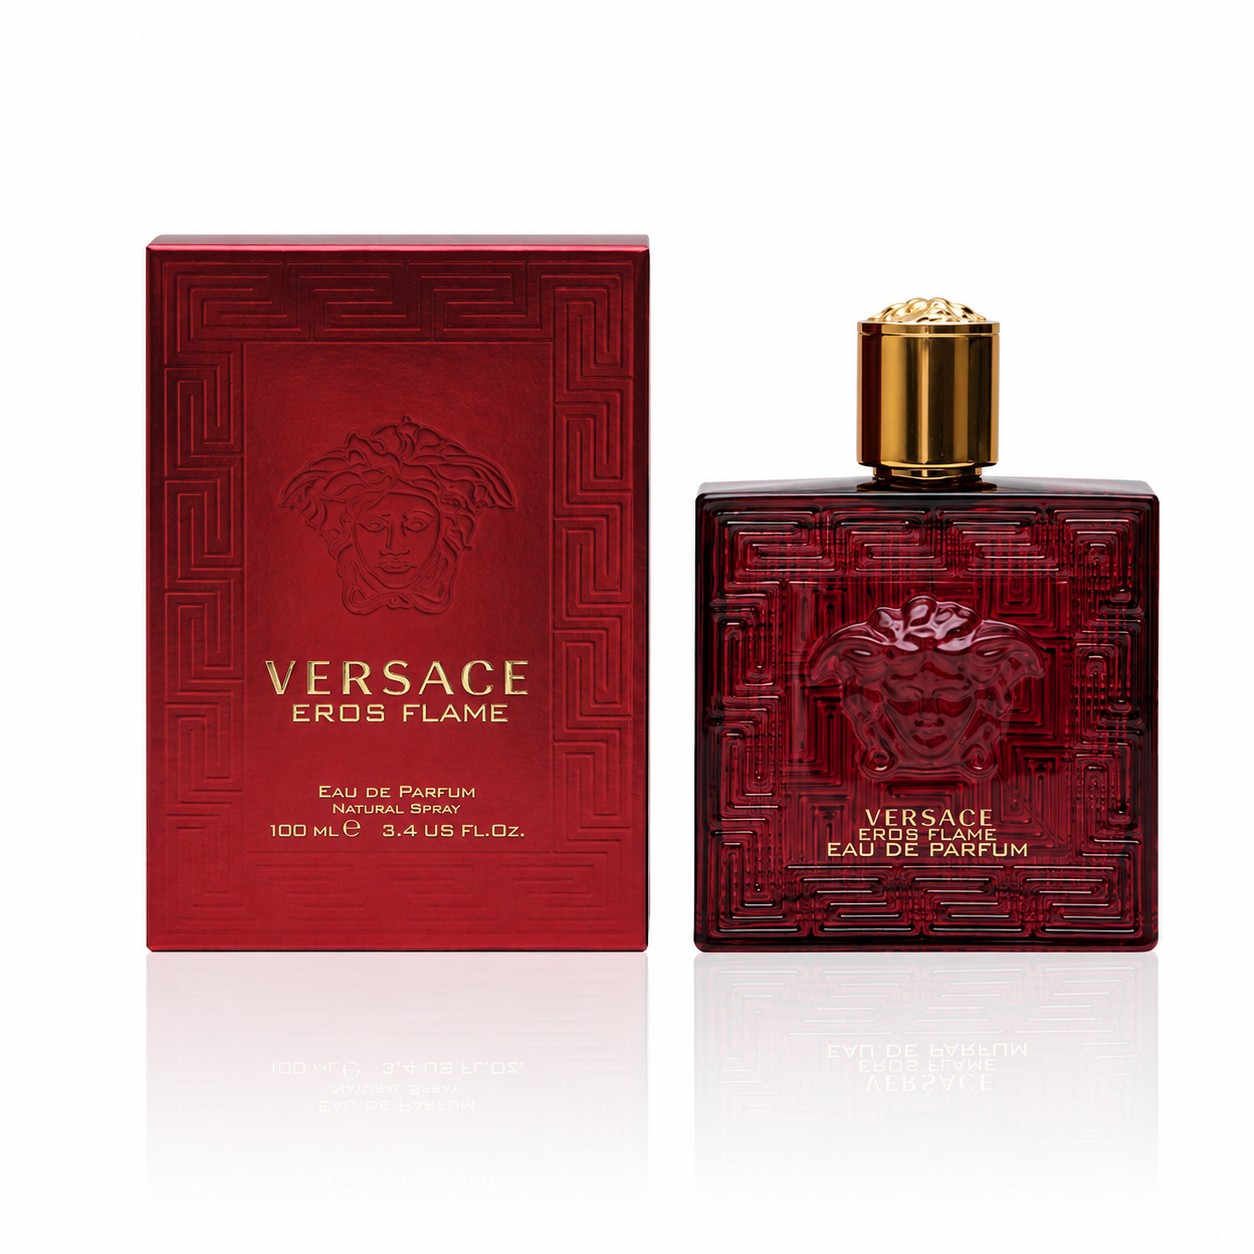 VERSACE
EROS FLAME
EAU DE PARFUM
NATURAL SPRAY
100 ML ℮ 3.4 US FL.OZ.
VERSACE
EROS FLAME
EAU DE PARFUM